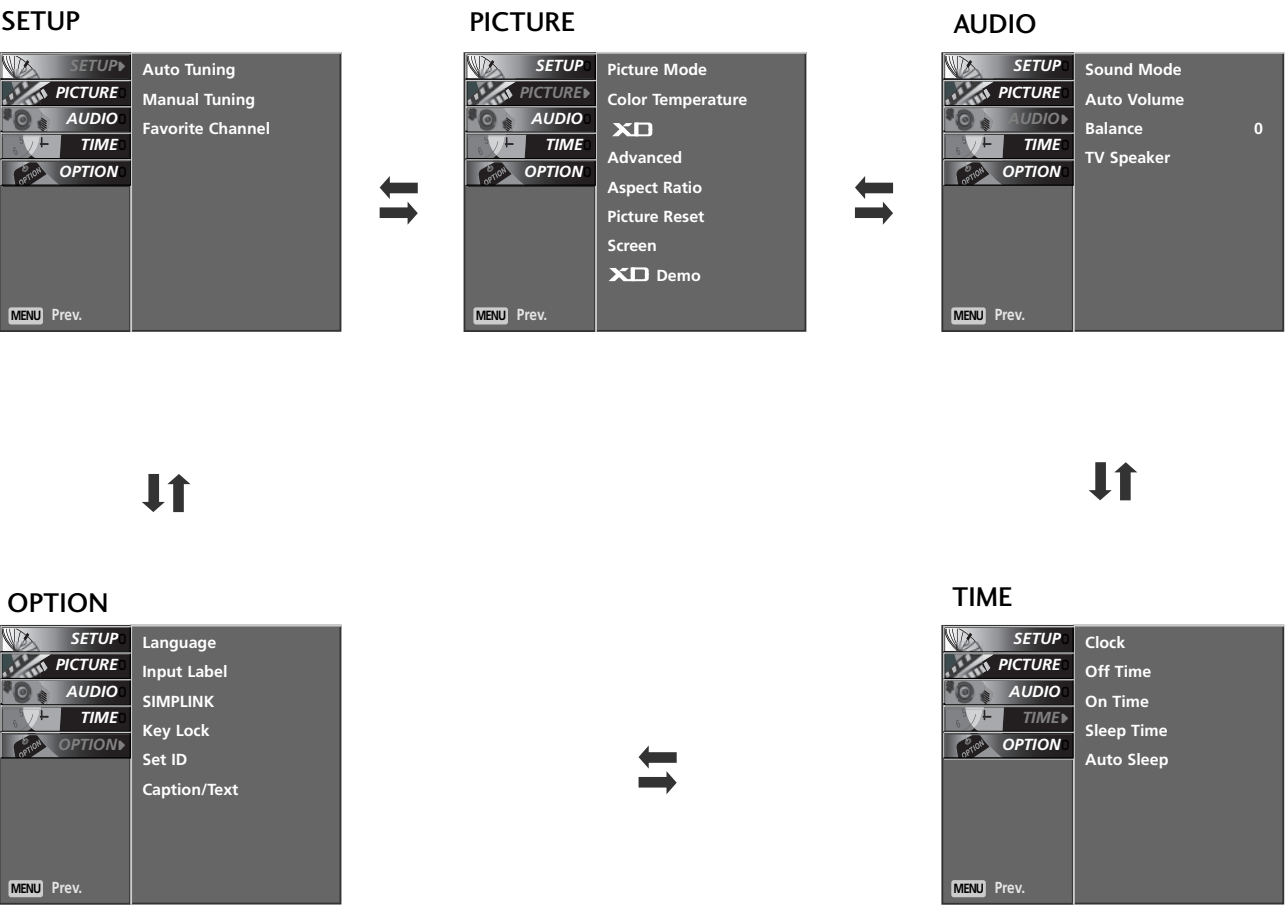 SETUP
SETUP
PICTURE
AUDIO
TIME
OPTION
Auto Tuning
Manual Tuning
Favorite Channel
MENU Prev.
PICTURE
SETUP
PICTURE
AUDIO
TIME
OPTION
Picture Mode
Color Temperature
XD
Advanced
Aspect Ratio
Picture Reset
Screen
XD Demo
MENU Prev.
AUDIO
SETUP
PICTURE
AUDIO
TIME
OPTION
Sound Mode
Auto Volume
Balance 0
TV Speaker
MENU Prev.
OPTION
SETUP
PICTURE
AUDIO
TIME
OPTION
Language
Input Label
SIMPLINK
Key Lock
Set ID
Caption/Text
MENU Prev.
TIME
SETUP
PICTURE
AUDIO
TIME
OPTION
Clock
Off Time
On Time
Sleep Time
Auto Sleep
MENU Prev.